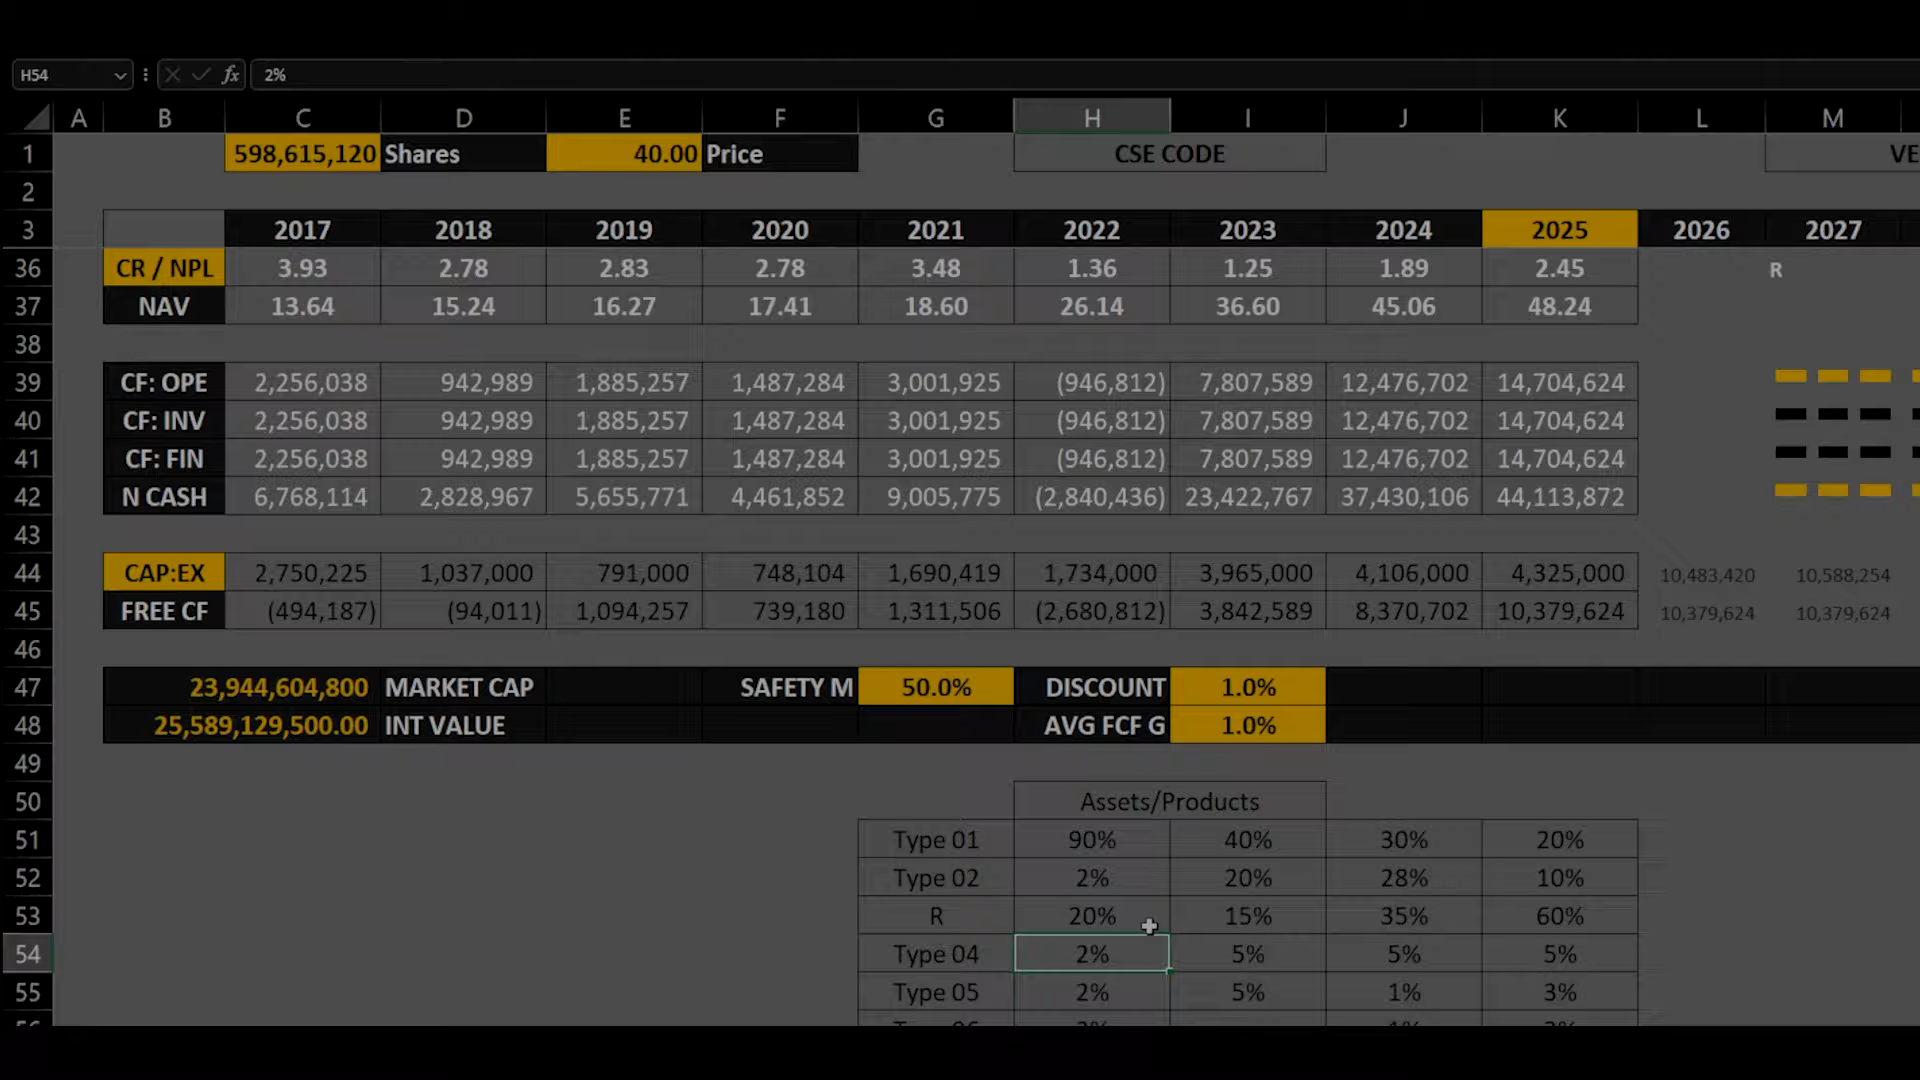 H54 fx 2%
A B C D E F G H I J K L M
1 598,615,120 Shares 40.00 Price CSE CODE VE
2
3 2017 2018 2019 2020 2021 2022 2023 2024 2025 2026 2027
36 CR / NPL 3.93 2.78 2.83 2.78 3.48 1.36 1.25 1.89 2.45 R
37 NAV 13.64 15.24 16.27 17.41 18.60 26.14 36.60 45.06 48.24
38
39 CF: OPE 2,256,038 942,989 1,885,257 1,487,284 3,001,925 (946,812) 7,807,589 12,476,702 14,704,624
40 CF: INV 2,256,038 942,989 1,885,257 1,487,284 3,001,925 (946,812) 7,807,589 12,476,702 14,704,624
41 CF: FIN 2,256,038 942,989 1,885,257 1,487,284 3,001,925 (946,812) 7,807,589 12,476,702 14,704,624
42 N CASH 6,768,114 2,828,967 5,655,771 4,461,852 9,005,775 (2,840,436) 23,422,767 37,430,106 44,113,872
43
44 CAP:EX 2,750,225 1,037,000 791,000 748,104 1,690,419 1,734,000 3,965,000 4,106,000 4,325,000 10,483,420 10,588,254
45 FREE CF (494,187) (94,011) 1,094,257 739,180 1,311,506 (2,680,812) 3,842,589 8,370,702 10,379,624 10,379,624 10,379,624
46
47 23,944,604,800 MARKET CAP SAFETY M 50.0% DISCOUNT 1.0%
48 25,589,129,500.00 INT VALUE AVG FCF G 1.0%
49
50 Assets/Products
51 Type 01 90% 40% 30% 20%
52 Type 02 2% 20% 28% 10%
53 R 20% 15% 35% 60%
54 Type 04 2% 5% 5% 5%
55 Type 05 2% 5% 1% 3%